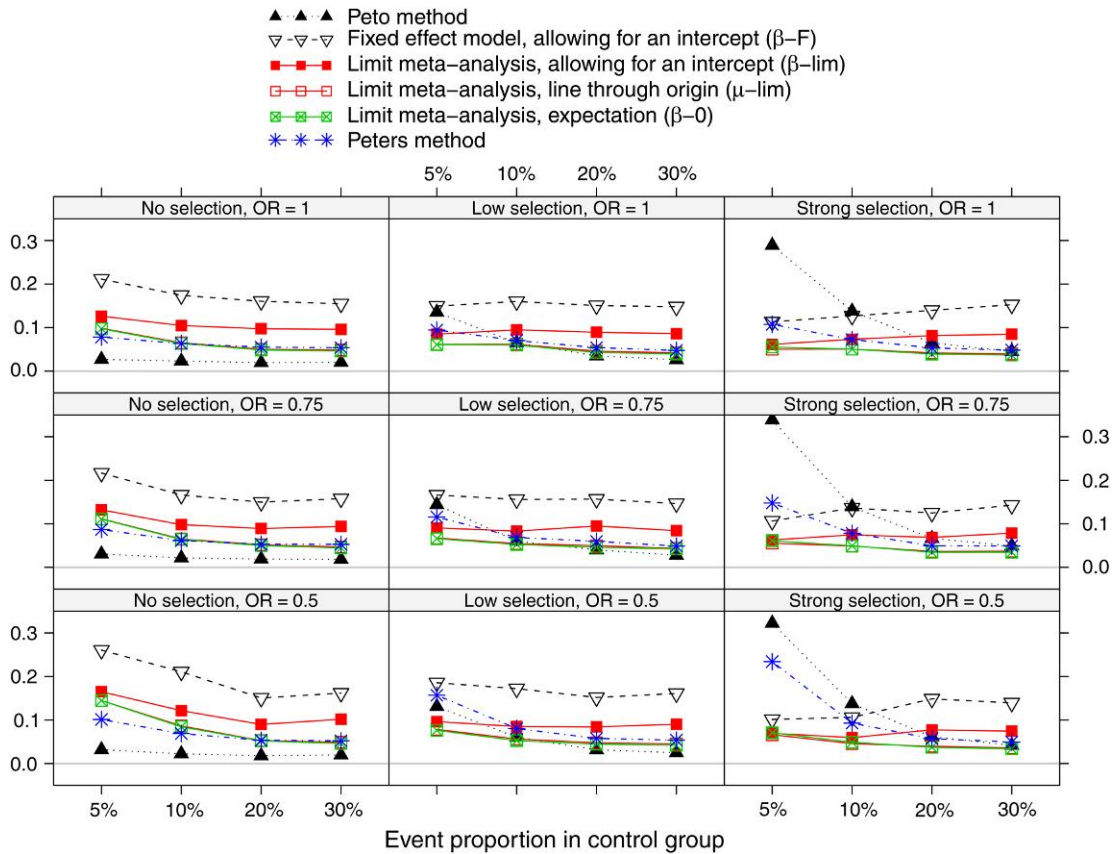 Peto method
Fixed effect model, allowing for an intercept (β−F)
Limit meta-analysis, allowing for an intercept (β−lim)
Limit meta-analysis, line through origin (μ−lim)
Limit meta-analysis, expectation (β−0)
Peters method
5% 10% 20% 30%
No selection, OR = 1 Low selection, OR = 1 Strong selection, OR = 1
0.3
0.2
0.1
0.0
No selection, OR = 0.75 Low selection, OR = 0.75 Strong selection, OR = 0.75
0.3
0.2
0.1
0.0
No selection, OR = 0.5 Low selection, OR = 0.5 Strong selection, OR = 0.5
0.3
0.2
0.1
0.0
5% 10% 20% 30% 5% 10% 20% 30%
Event proportion in control group